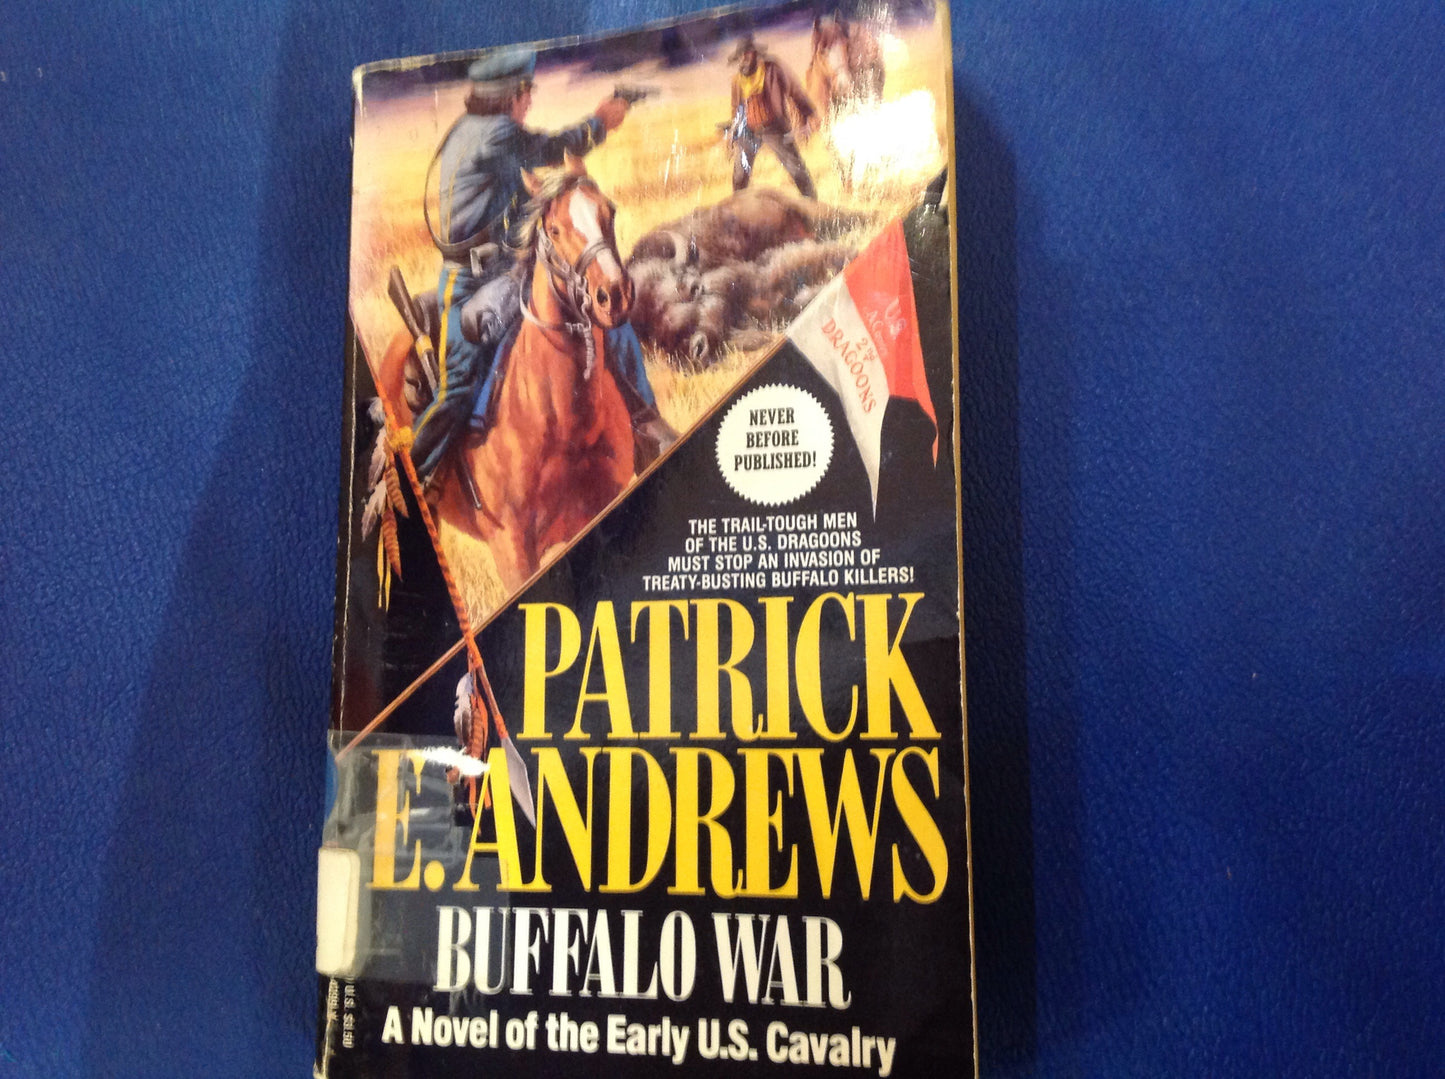 U.S.
A Co.
2ND
DRAGOONS
NEVER
BEFORE
PUBLISHED!
THE TRAIL-TOUGH MEN
OF THE U.S. DRAGOONS
MUST STOP AN INVASION OF
TREATY-BUSTING BUFFALO KILLERS!
PATRICK
E. ANDREWS
BUFFALO WAR
A Novel of the Early U.S. Cavalry